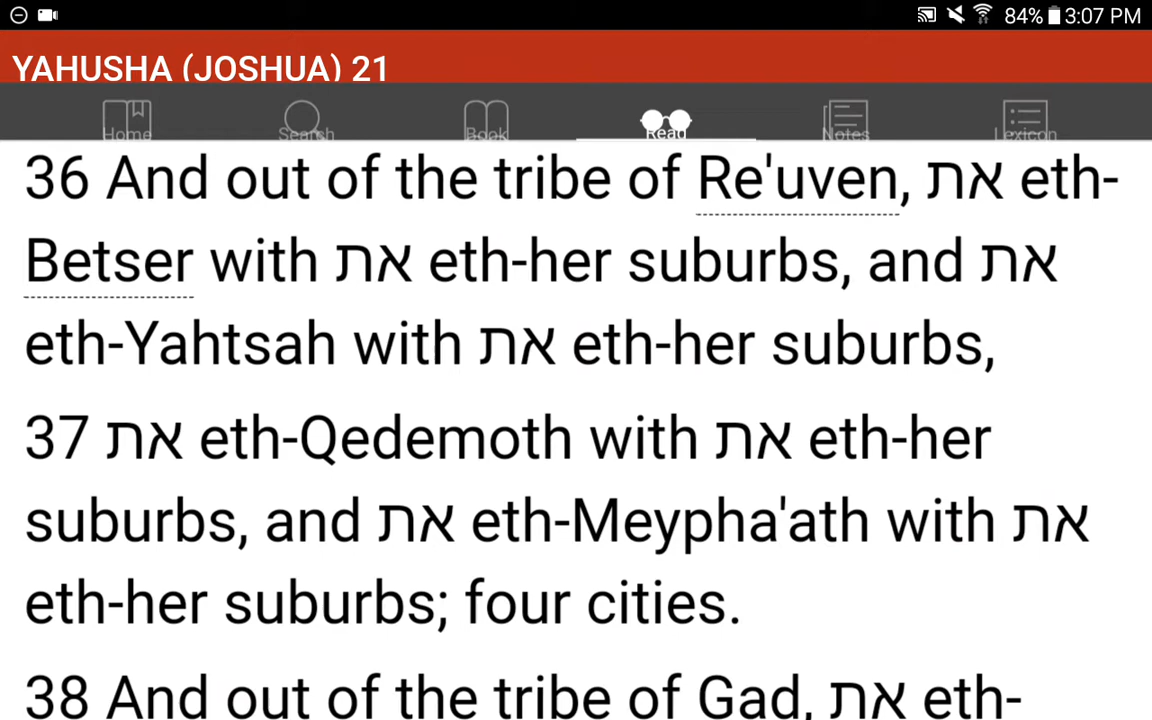 84% 3:07 PM
YAHUSHA (JOSHUA) 21
Home Search Book Read Notes Lexicon
36 And out of the tribe of Re'uven, את eth-
Betser with את eth-her suburbs, and את
eth-Yahtsah with את eth-her suburbs,
37 את eth-Qedemoth with את eth-her
suburbs, and את eth-Meypha'ath with את
eth-her suburbs; four cities.
38 And out of the tribe of Gad, את eth-